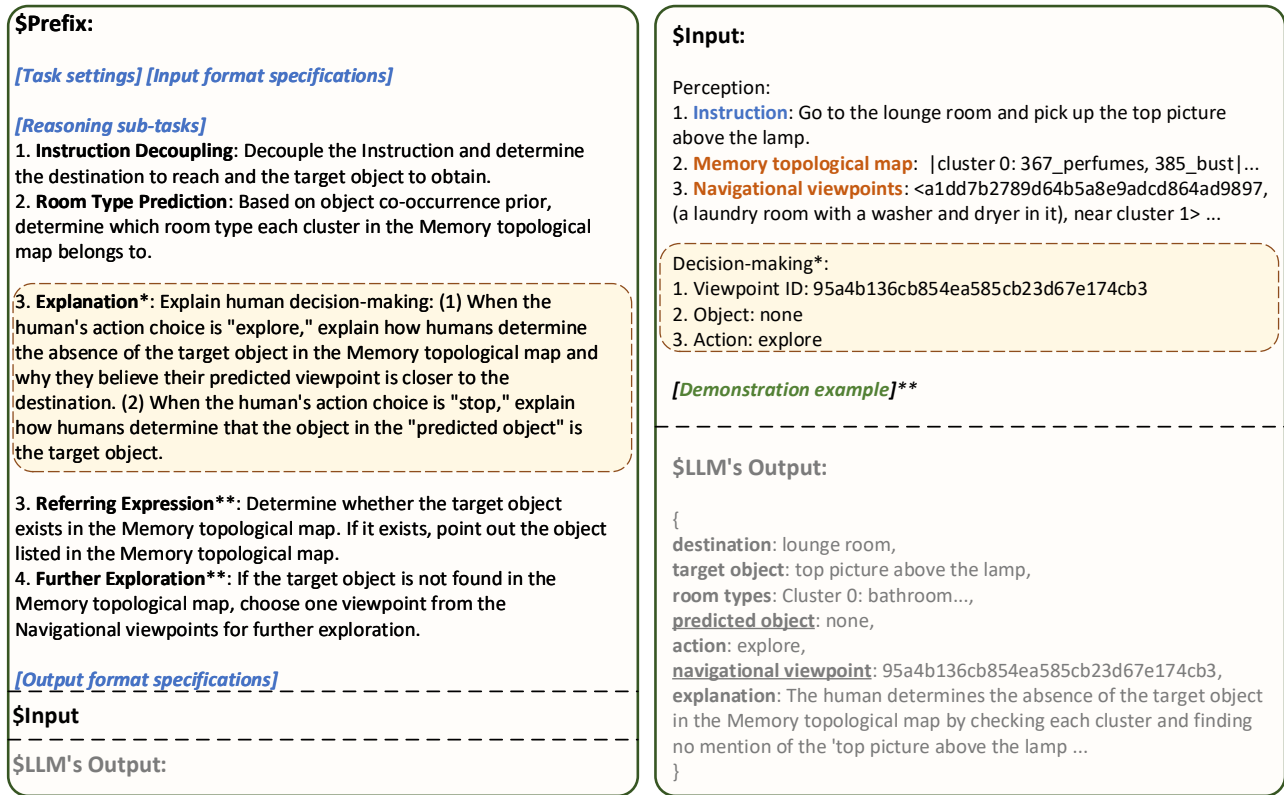 $Prefix:
[Task settings] [Input format specifications]
[Reasoning sub-tasks]
1. Instruction Decoupling: Decouple the Instruction and determine
the destination to reach and the target object to obtain.
2. Room Type Prediction: Based on object co-occurrence prior,
determine which room type each cluster in the Memory topological
map belongs to.
3. Explanation*: Explain human decision-making: (1) When the
human's action choice is "explore," explain how humans determine
the absence of the target object in the Memory topological map and
why they believe their predicted viewpoint is closer to the
destination. (2) When the human's action choice is "stop," explain
how humans determine that the object in the "predicted object" is
the target object.
3. Referring Expression**: Determine whether the target object
exists in the Memory topological map. If it exists, point out the object
listed in the Memory topological map.
4. Further Exploration**: If the target object is not found in the
Memory topological map, choose one viewpoint from the
Navigational viewpoints for further exploration.
[Output format specifications]
$Input
$LLM's Output:
$Input:
Perception:
1. Instruction: Go to the lounge room and pick up the top picture
above the lamp.
2. Memory topological map: |cluster 0: 367_perfumes, 385_bust|...
3. Navigational viewpoints: <a1dd7b2789d64b5a8e9adcd864ad9897,
(a laundry room with a washer and dryer in it), near cluster 1> ...
Decision-making*:
1. Viewpoint ID: 95a4b136cb854ea585cb23d67e174cb3
2. Object: none
3. Action: explore
[Demonstration example]**
$LLM's Output:
{
destination: lounge room,
target object: top picture above the lamp,
room types: Cluster 0: bathroom...,
predicted object: none,
action: explore,
navigational viewpoint: 95a4b136cb854ea585cb23d67e174cb3,
explanation: The human determines the absence of the target object
in the Memory topological map by checking each cluster and finding
no mention of the 'top picture above the lamp ...
}